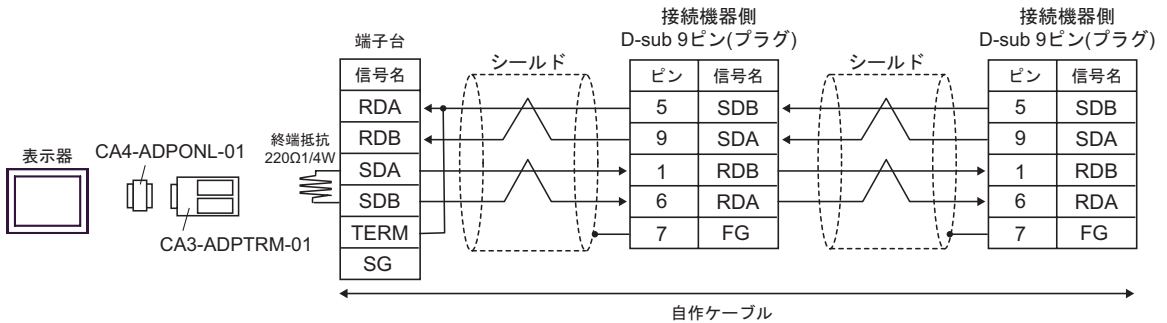 表示器
CA4-ADPONL-01
CA3-ADPTRM-01
終端抵抗
220Ω1/4W
端子台
信号名
RDA
RDB
SDA
SDB
TERM
SG
シールド
接続機器側
D-sub 9ピン(プラグ)
ピン 信号名
5 SDB
9 SDA
1 RDB
6 RDA
7 FG
シールド
接続機器側
D-sub 9ピン(プラグ)
ピン 信号名
5 SDB
9 SDA
1 RDB
6 RDA
7 FG
自作ケーブル